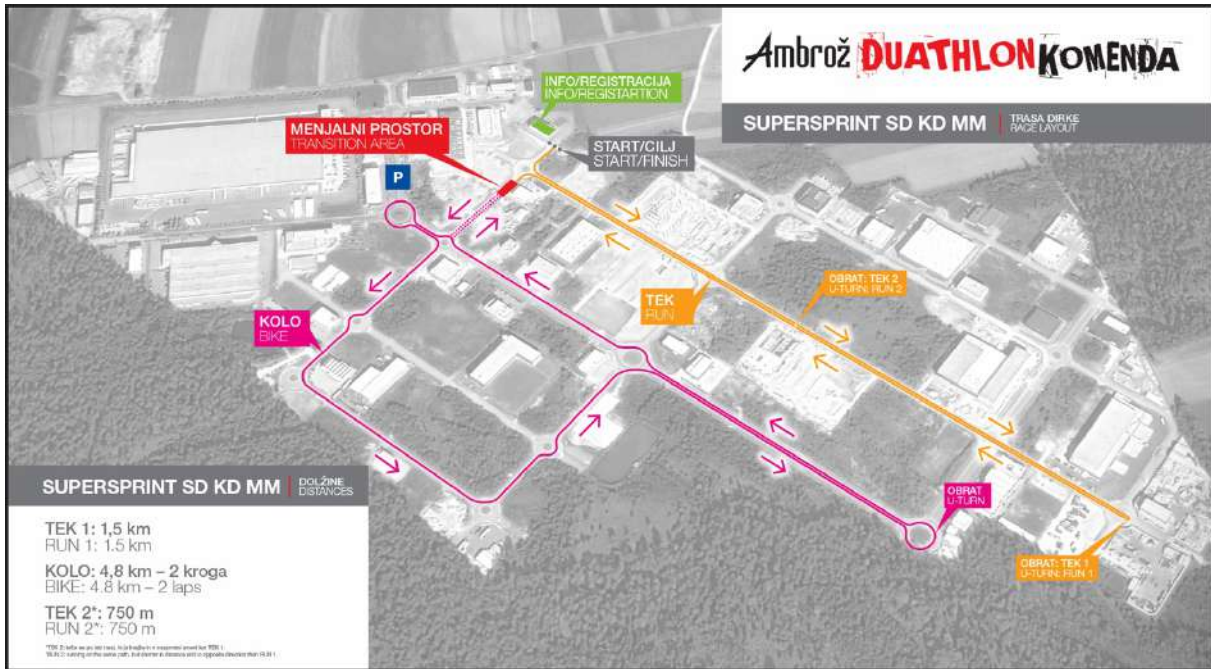 Ambrož DUATHLON KOMENDA
SUPERSPRINT SD KD MM
TRASA DIRKE
RACE LAYOUT
INFO/REGISTRACIJA
INFO/REGISTARTION
MENJALNI PROSTOR
TRANSITION AREA
START/CILJ
START/FINISH
P
OBRAT: TEK 2
U-TURN: RUN 2
TEK
RUN
KOLO
BIKE
OBRAT
U-TURN
OBRAT: TEK 1
U-TURN: RUN 1
SUPERSPRINT SD KD MM
DOLŽINE
DISTANCES
TEK 1: 1,5 km
RUN 1: 1.5 km
KOLO: 4,8 km – 2 kroga
BIKE: 4.8 km – 2 laps
TEK 2*: 750 m
RUN 2*: 750 m